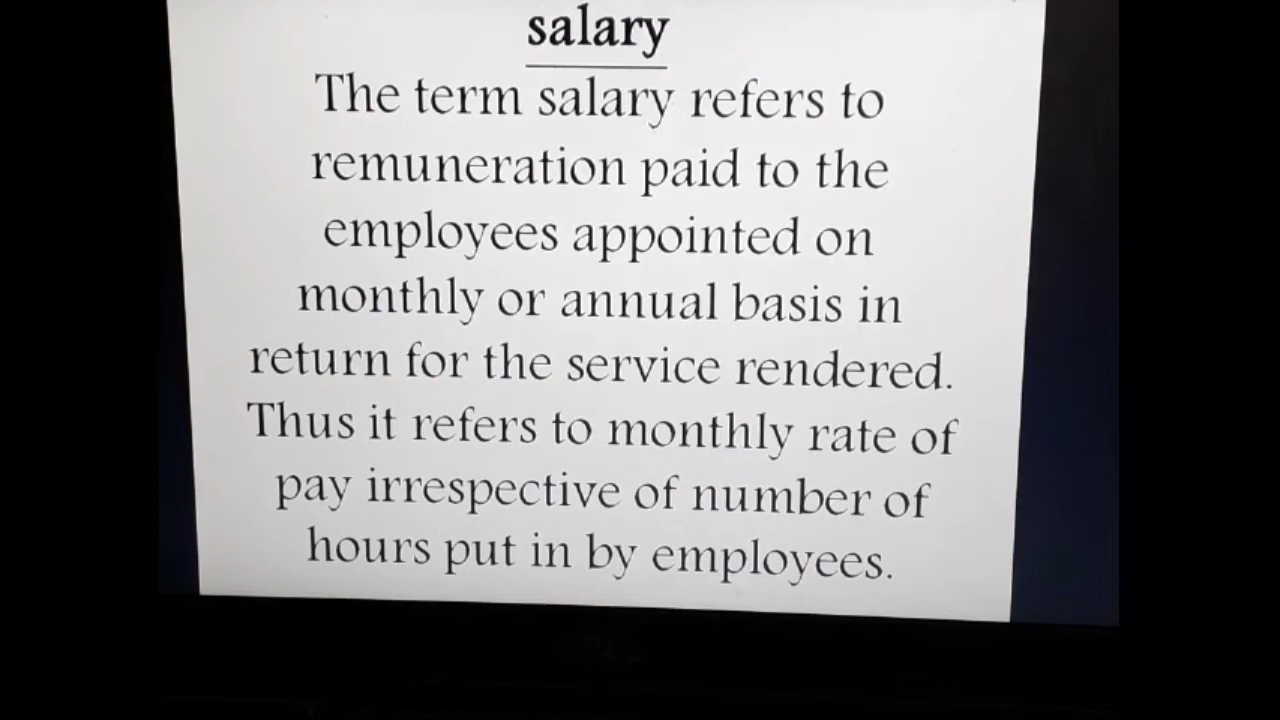 salary
The term salary refers to
remuneration paid to the
employees appointed on
monthly or annual basis in
return for the service rendered.
Thus it refers to monthly rate of
pay irrespective of number of
hours put in by employees.